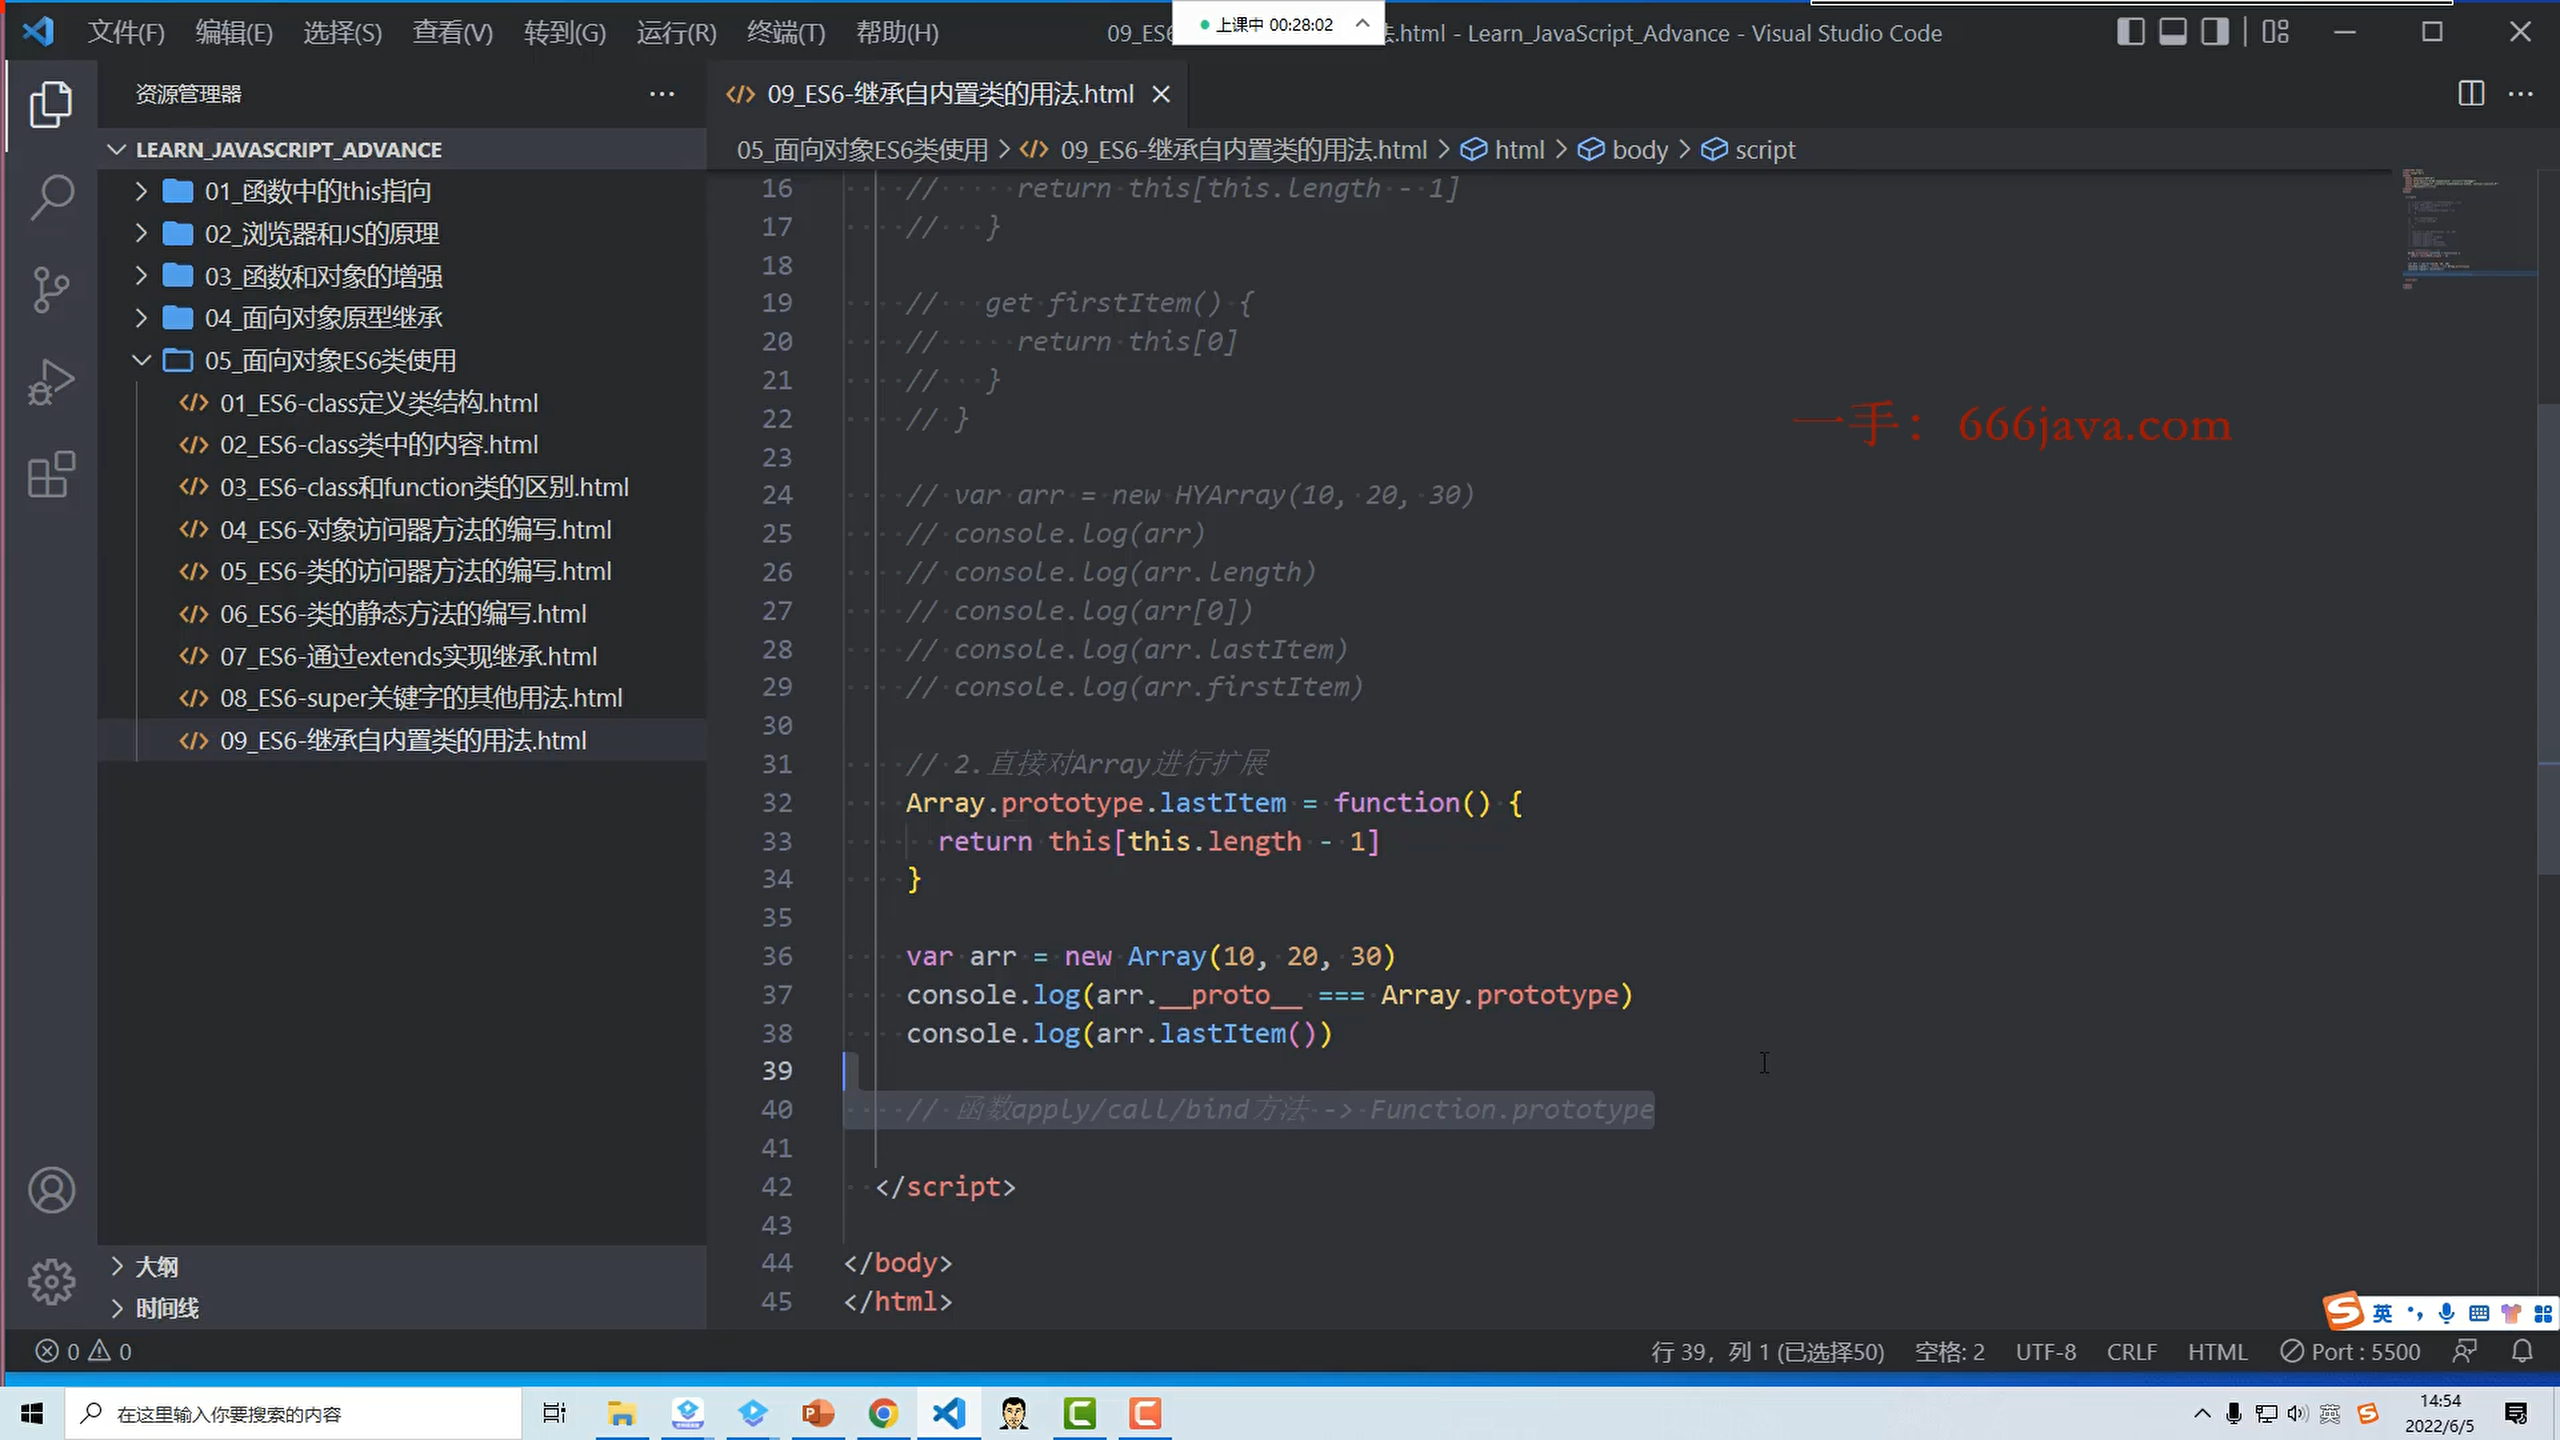 文件(F) 编辑(E) 选择(S) 查看(V) 转到(G) 运行(R) 终端(T) 帮助(H)
09_ES6 .html - Learn_JavaScript_Advance - Visual Studio Code
上课中 00:28:02
资源管理器
09_ES6-继承自内置类的用法.html
LEARN_JAVASCRIPT_ADVANCE
05_面向对象ES6类使用 > 09_ES6-继承自内置类的用法.html > html > body > script
01_函数中的this指向
02_浏览器和JS的原理
03_函数和对象的增强
04_面向对象原型继承
05_面向对象ES6类使用
01_ES6-class定义类结构.html
02_ES6-class类中的内容.html
03_ES6-class和function类的区别.html
04_ES6-对象访问器方法的编写.html
05_ES6-类的访问器方法的编写.html
06_ES6-类的静态方法的编写.html
07_ES6-通过extends实现继承.html
08_ES6-super关键字的其他用法.html
09_ES6-继承自内置类的用法.html
大纲
时间线
16 //     return this[this.length - 1]
17 //   }
18
19 //   get firstItem() {
20 //     return this[0]
21 //   }
22 // }
23
24 // var arr = new HYArray(10, 20, 30)
25 // console.log(arr)
26 // console.log(arr.length)
27 // console.log(arr[0])
28 // console.log(arr.lastItem)
29 // console.log(arr.firstItem)
30
31 // 2.直接对Array进行扩展
32 Array.prototype.lastItem = function() {
33   return this[this.length - 1]
34 }
35
36 var arr = new Array(10, 20, 30)
37 console.log(arr.__proto__ === Array.prototype)
38 console.log(arr.lastItem())
39
40 // 函数apply/call/bind方法 -> Function.prototype
41
42 </script>
43
44 </body>
45 </html>
一手：666java.com
英
0 0
行 39，列 1 (已选择50) 空格: 2 UTF-8 CRLF HTML Port : 5500
在这里输入你要搜索的内容
英
14:54
2022/6/5